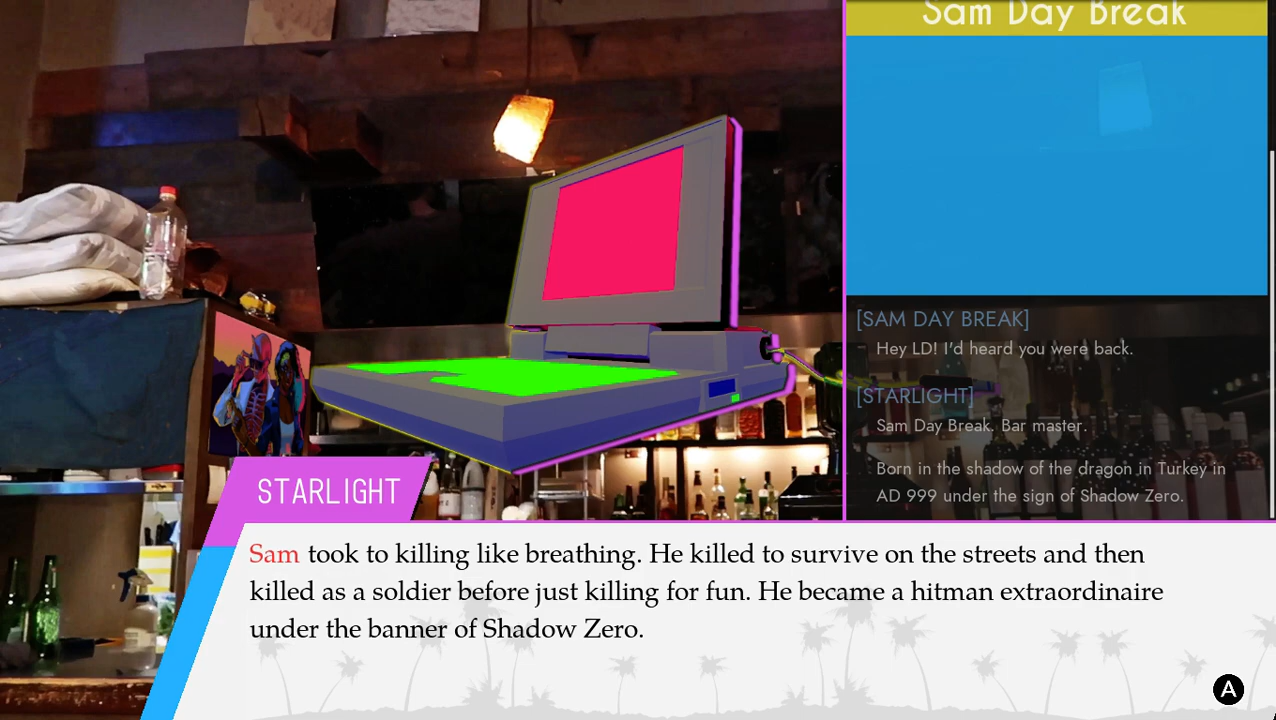 Sam Day Break
[SAM DAY BREAK]
Hey LD! I'd heard you were back.
[STARLIGHT]
Sam Day Break. Bar master.
Born in the shadow of the dragon in Turkey in
AD 999 under the sign of Shadow Zero.
STARLIGHT
Sam took to killing like breathing. He killed to survive on the streets and then
killed as a soldier before just killing for fun. He became a hitman extraordinaire
under the banner of Shadow Zero.
A